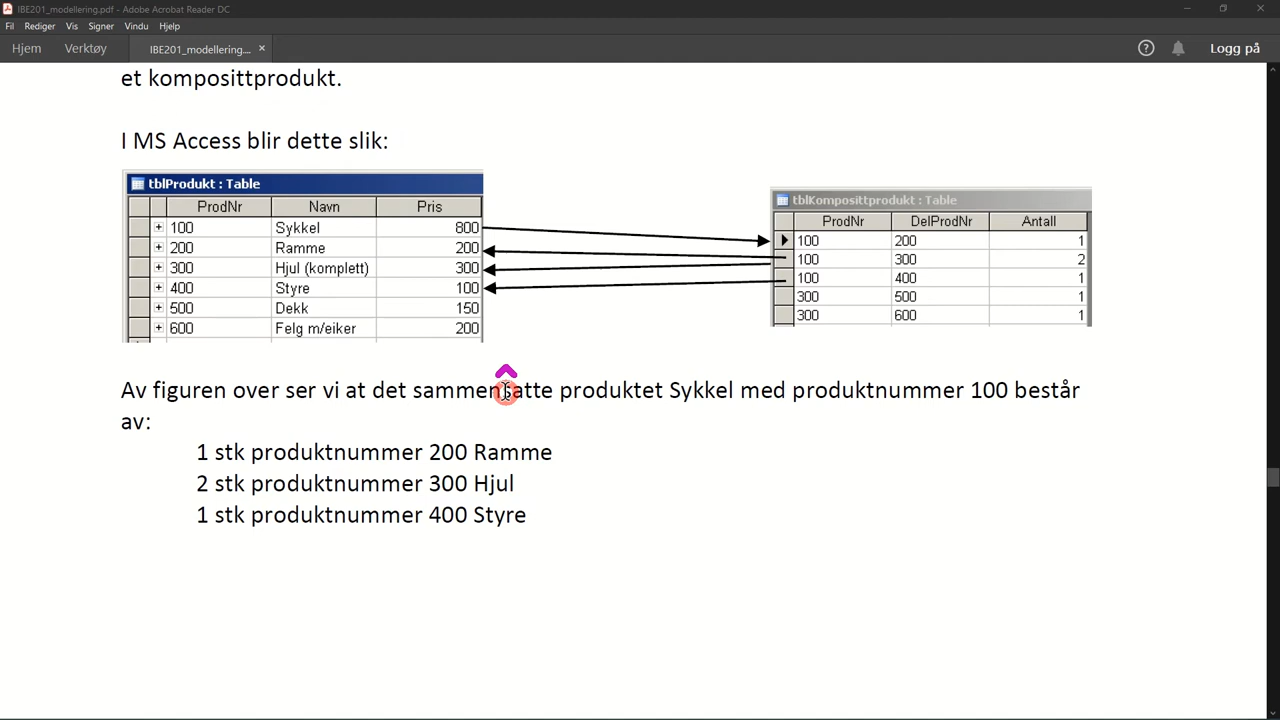 IBE201_modellering.pdf - Adobe Acrobat Reader DC
Fil Rediger Vis Signer Vindu Hjelp
Hjem Verktøy IBE201_modellering.... × ? Logg på
et komposittprodukt.
I MS Access blir dette slik:
tblProdukt : Table
ProdNr Navn Pris
+ 100 Sykkel 800
+ 200 Ramme 200
+ 300 Hjul (komplett) 300
+ 400 Styre 100
+ 500 Dekk 150
+ 600 Felg m/eiker 200
tblKomposittprodukt : Table
ProdNr DelProdNr Antall
100 200 1
100 300 2
100 400 1
300 500 1
300 600 1
Av figuren over ser vi at det sammensatte produktet Sykkel med produktnummer 100 består
av:
1 stk produktnummer 200 Ramme
2 stk produktnummer 300 Hjul
1 stk produktnummer 400 Styre